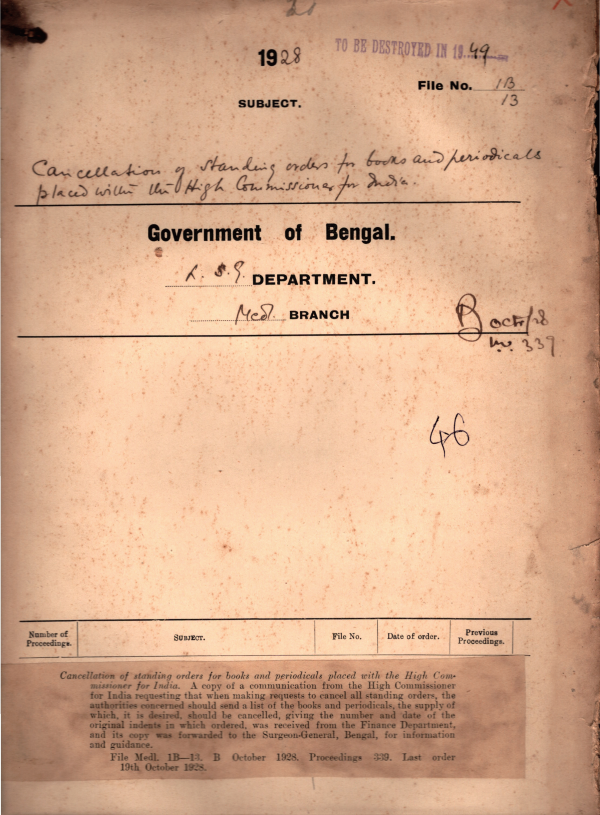 21
1928
TO BE DESTROYED IN 1949
File No. 1B
13
SUBJECT.
Cancellation of standing orders for books and periodicals
placed with the High Commissioner for India.
Government of Bengal.
L. S. G. DEPARTMENT.
Med. BRANCH
B Oct/28
No. 339
46
Number of Proceedings. SUBJECT. File No. Date of order. Previous Proceedings.
Cancellation of standing orders for books and periodicals placed with the High Com-
missioner for India. A copy of a communication from the High Commissioner
for India requesting that when making requests to cancel all standing orders, the
authorities concerned should send a list of the books and periodicals, the supply of
which, it is desired, should be cancelled, giving the number and date of the
original indents in which ordered, was received from the Finance Department,
and its copy was forwarded to the Surgeon-General, Bengal, for information
and guidance.
File Medl. 1B—13. B October 1928. Proceedings 339. Last order
19th October 1928.